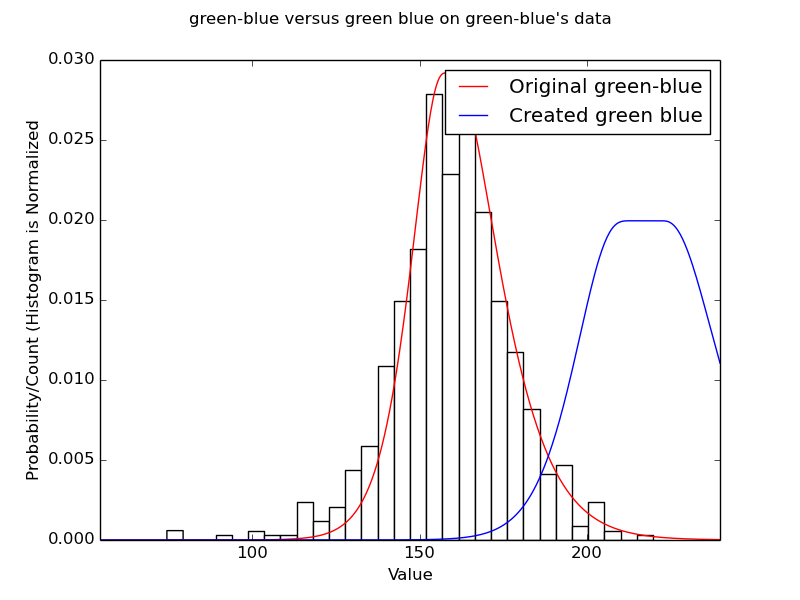 green-blue versus green blue on green-blue's data
Original green-blue
Created green blue
Probability/Count (Histogram is Normalized
0.030
0.025
0.020
0.015
0.010
0.005
0.000
100 150 200
Value